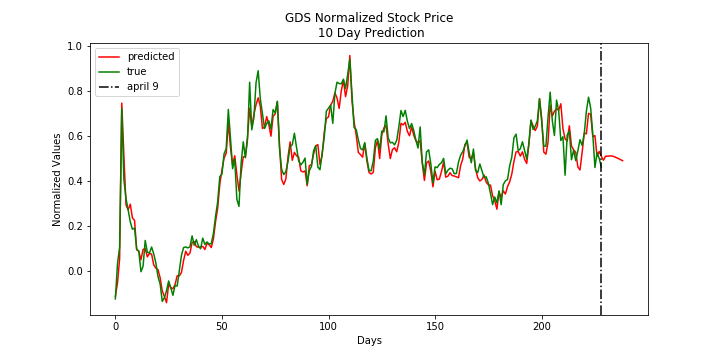 GDS Normalized Stock Price
10 Day Prediction
predicted
true
april 9
Normalized Values
1.0
0.8
0.6
0.4
0.2
0.0
0
50
100
150
200
Days